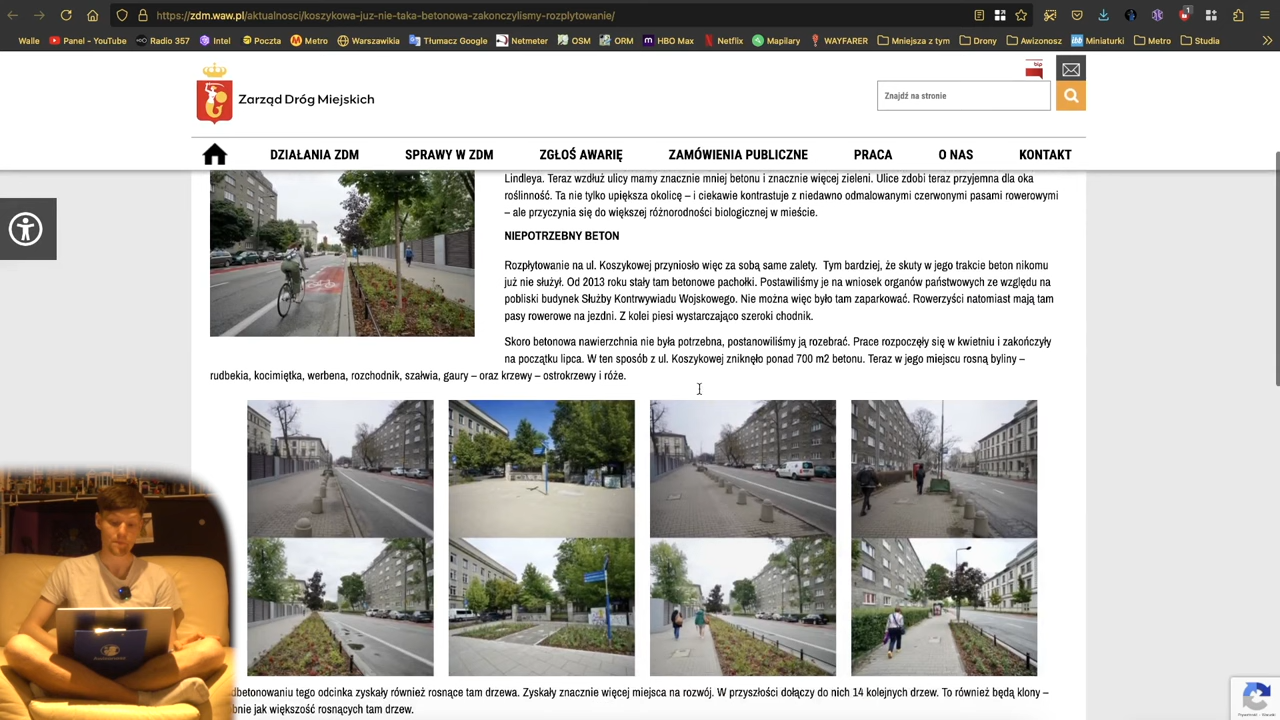 https://zdm.waw.pl/aktualnosci/koszykowa-juz-nie-taka-betonowa-zakonczylismy-rozplytowanie/
Walle Panel - YouTube Radio 357 Intel Poczta Metro Warszawikia Tłumacz Google Netmeter OSM ORM HBO Max Netflix Mapilary WAYFARER Mniejsza z tym Drony Awizonosz Miniaturki Metro Studia
bip
Zarząd Dróg Miejskich
Znajdź na stronie
DZIAŁANIA ZDM SPRAWY W ZDM ZGŁOŚ AWARIĘ ZAMÓWIENIA PUBLICZNE PRACA O NAS KONTAKT
Lindleya. Teraz wzdłuż ulicy mamy znacznie mniej betonu i znacznie więcej zieleni. Ulice zdobi teraz przyjemna dla oka
roślinność. Ta nie tylko upiększa okolicę – i ciekawie kontrastuje z niedawno odmalowanymi czerwonymi pasami rowerowymi
– ale przyczynia się do większej różnorodności biologicznej w mieście.
NIEPOTRZEBNY BETON
Rozpłytowanie na ul. Koszykowej przyniosło więc za sobą same zalety. Tym bardziej, że skuty w jego trakcie beton nikomu
już nie służył. Od 2013 roku stały tam betonowe pachołki. Postawiliśmy je na wniosek organów państwowych ze względu na
pobliski budynek Służby Kontrwywiadu Wojskowego. Nie można więc było tam zaparkować. Rowerzyści natomiast mają tam
pasy rowerowe na jezdni. Z kolei piesi wystarczająco szeroki chodnik.
Skoro betonowa nawierzchnia nie była potrzebna, postanowiliśmy ją rozebrać. Prace rozpoczęły się w kwietniu i zakończyły
na początku lipca. W ten sposób z ul. Koszykowej zniknęło ponad 700 m2 betonu. Teraz w jego miejscu rosną byliny –
rudbekia, kocimiętka, werbena, rozchodnik, szałwia, gaury – oraz krzewy – ostrokrzewy i róże.
tego odcinka zyskały również rosnące tam drzewa. Zyskały znacznie więcej miejsca na rozwój. W przyszłości dołączy do nich 14 kolejnych drzew. To również będą klony –
jak większość rosnących tam drzew.